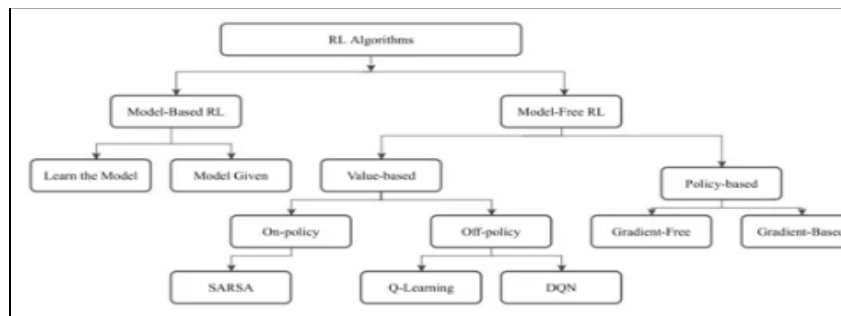 RL Algorithms
Model-Based RL
Model-Free RL
Learn the Model
Model Given
Value-based
Policy-based
On-policy
Off-policy
Gradient-Free
Gradient-Based
SARSA
Q-Learning
DQN